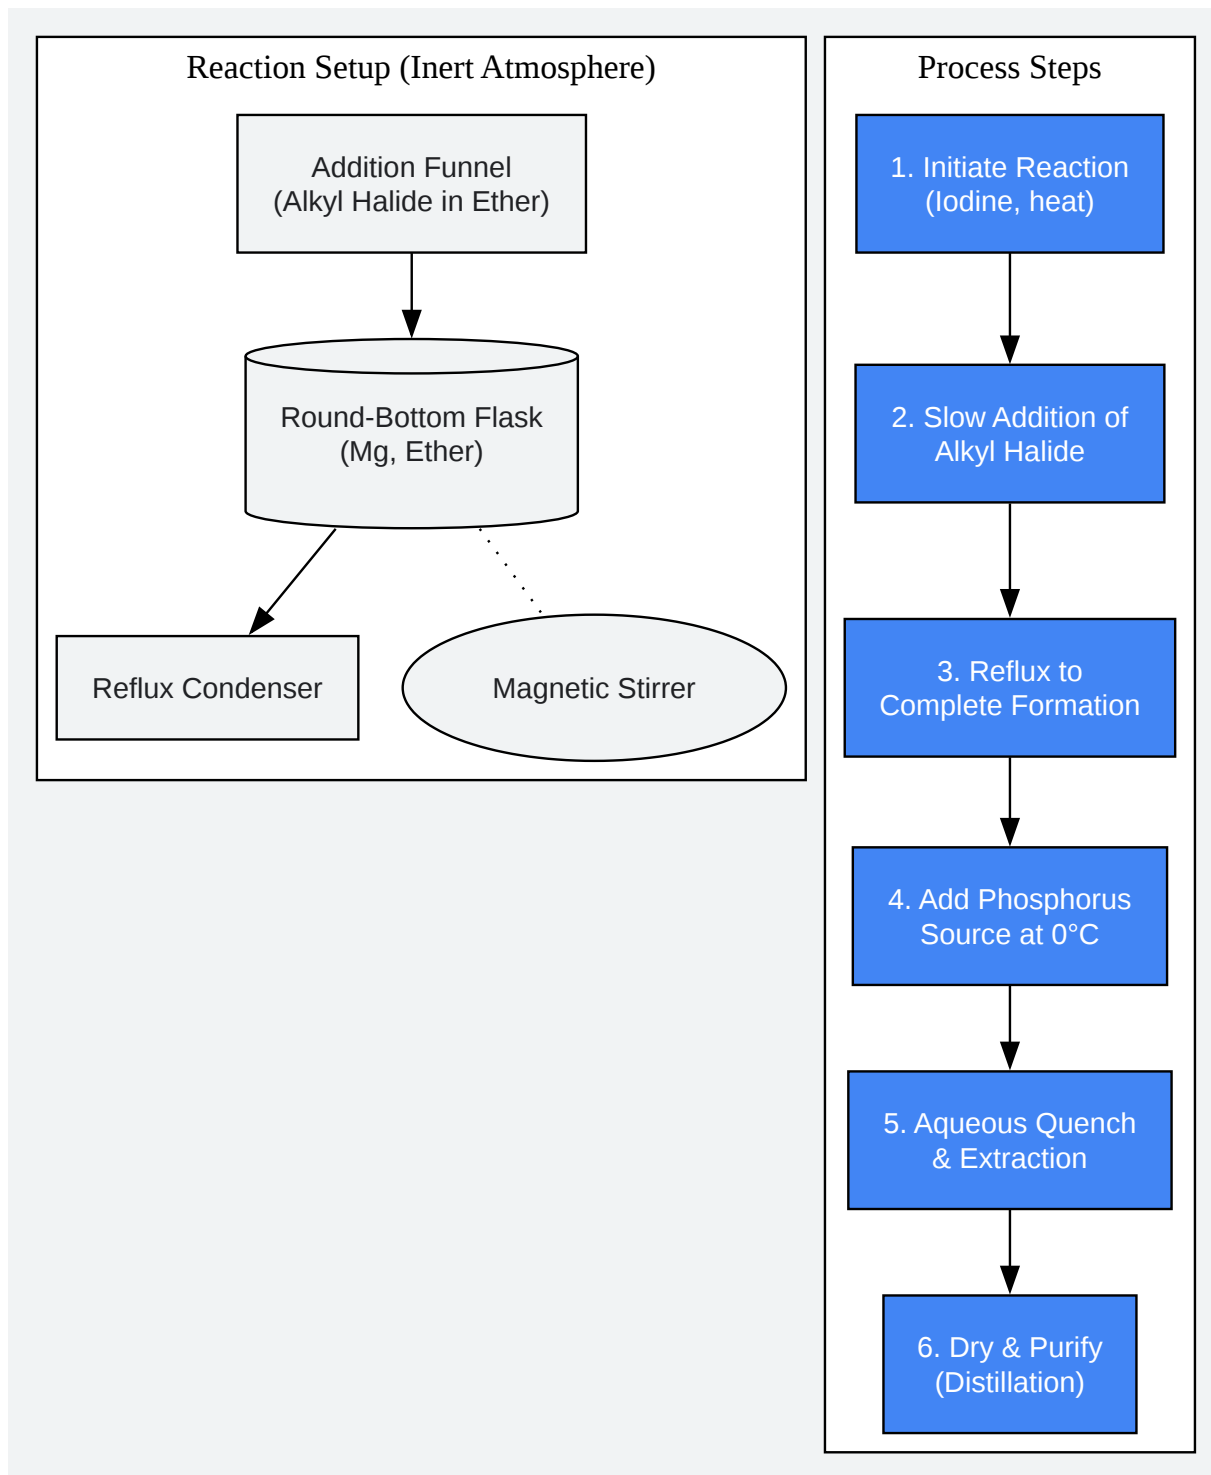 Reaction Setup (Inert Atmosphere)
Addition Funnel
(Alkyl Halide in Ether)
Round-Bottom Flask
(Mg, Ether)
Reflux Condenser
Magnetic Stirrer
Process Steps
1. Initiate Reaction
(Iodine, heat)
2. Slow Addition of
Alkyl Halide
3. Reflux to
Complete Formation
4. Add Phosphorus
Source at 0°C
5. Aqueous Quench
& Extraction
6. Dry & Purify
(Distillation)